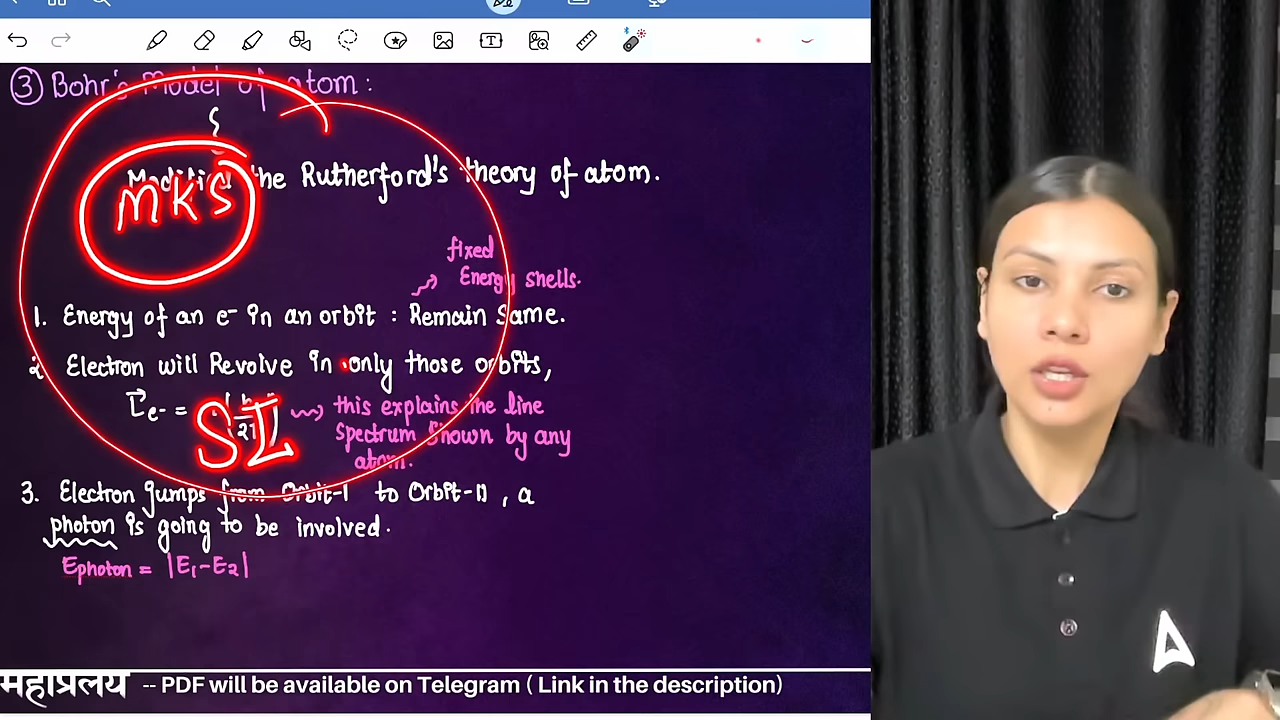 ③ Bohr's Model of atom :
Modified the Rutherford's theory of atom.
MKS
fixed
Energy shells.
1. Energy of an e- in an orbit : Remain Same.
2 Electron will Revolve in only those orbits,
Le- =
SI
this explains the line
spectrum shown by any
atom.
3. Electron jumps from Orbit-I to Orbit-II , a
photon is going to be involved.
Ephoton = |E1-E2|
महाप्रलय -- PDF will be available on Telegram ( Link in the description)